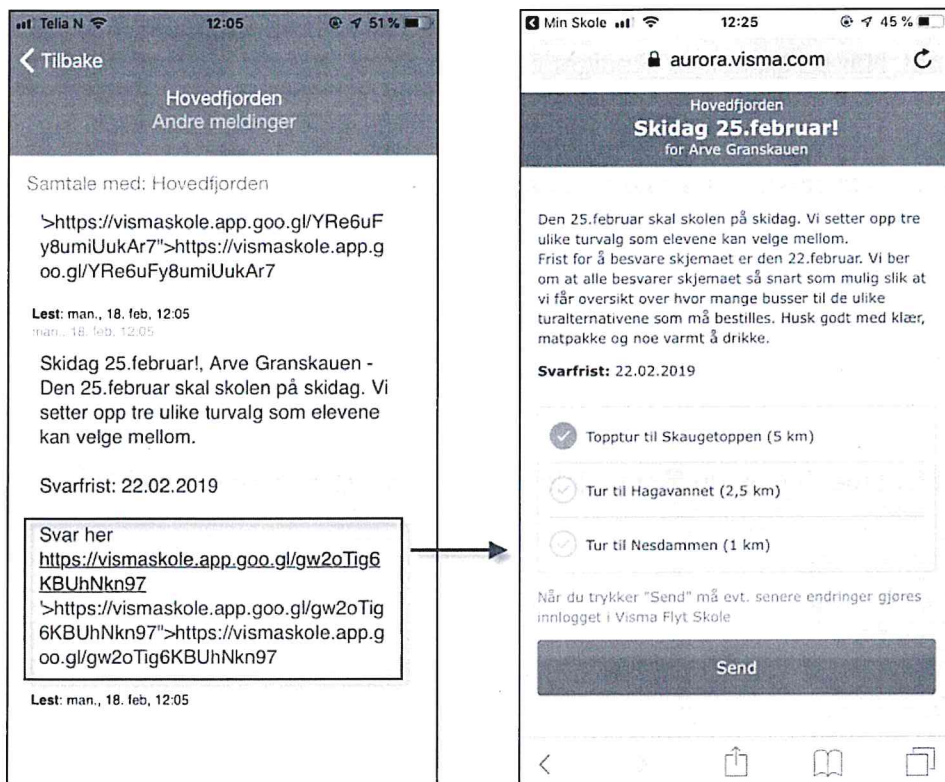 Telia N 12:05 51 %
Tilbake
Hovedfjorden
Andre meldinger
Samtale med: Hovedfjorden
'>https://vismaskole.app.goo.gl/YRe6uF
y8umiUukAr7">https://vismaskole.app.g
oo.gl/YRe6uFy8umiUukAr7
Lest: man., 18. feb, 12:05
man., 18. feb, 12:05
Skidag 25.februar!, Arve Granskauen -
Den 25.februar skal skolen på skidag. Vi
setter opp tre ulike turvalg som elevene
kan velge mellom.
Svarfrist: 22.02.2019
Svar her
https://vismaskole.app.goo.gl/gw2oTig6
KBUhNkn97
'>https://vismaskole.app.goo.gl/gw2oTig
6KBUhNkn97">https://vismaskole.app.g
oo.gl/gw2oTig6KBUhNkn97
Lest: man., 18. feb, 12:05
Min Skole 12:25 45 %
aurora.visma.com
Hovedfjorden
Skidag 25.februar!
for Arve Granskauen
Den 25.februar skal skolen på skidag. Vi setter opp tre
ulike turvalg som elevene kan velge mellom.
Frist for å besvare skjemaet er den 22.februar. Vi ber
om at alle besvarer skjemaet så snart som mulig slik at
vi får oversikt over hvor mange busser til de ulike
turalternativene som må bestilles. Husk godt med klær,
matpakke og noe varmt å drikke.
Svarfrist: 22.02.2019
Topptur til Skaugetoppen (5 km)
Tur til Hagavannet (2,5 km)
Tur til Nesdammen (1 km)
Når du trykker "Send" må evt. senere endringer gjøres
innlogget i Visma Flyt Skole
Send